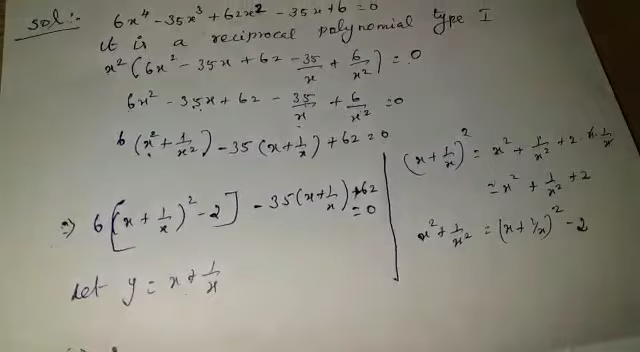 Sol:- 6x⁴ - 35x³ + 62x² - 35x + 6 = 0
it is a reciprocal polynomial type I
x² (6x² - 35x + 62 - 35/x + 6/x²) = 0
6x² - 35x + 62 - 35/x + 6/x² = 0
6 (x² + 1/x²) - 35 (x + 1/x) + 62 = 0
⇒ 6 [(x + 1/x)² - 2] - 35 (x + 1/x) + 62 = 0
Let y = x + 1/x
(x + 1/x)² = x² + 1/x² + 2 · x · 1/x
= x² + 1/x² + 2
x² + 1/x² = (x + 1/x)² - 2